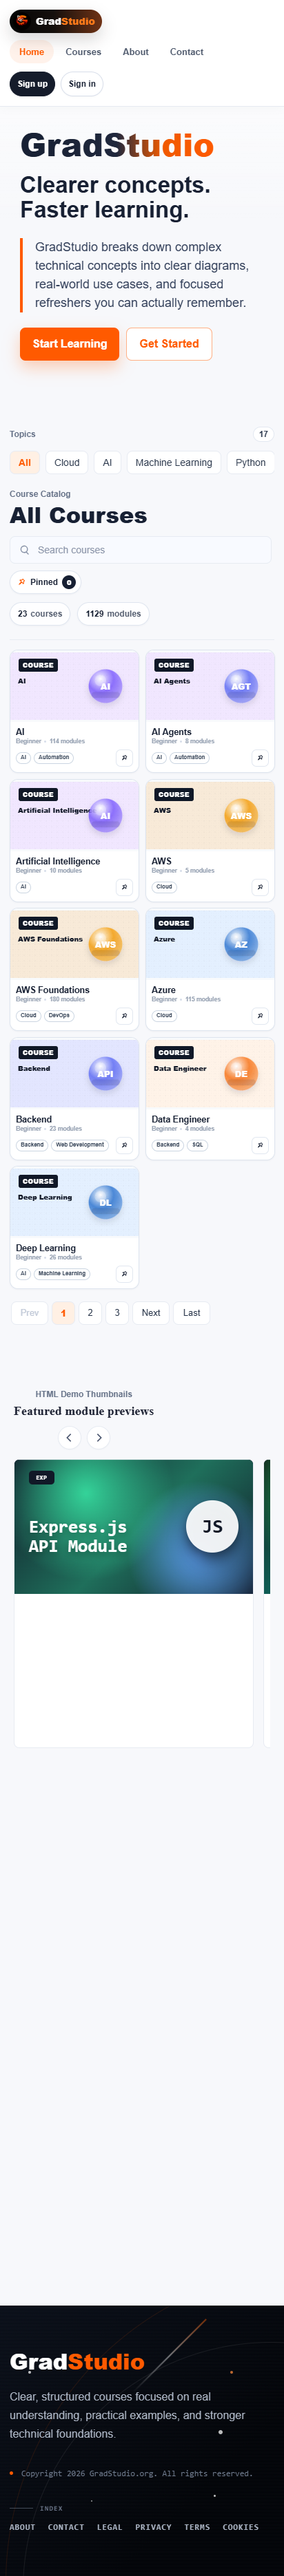 GradStudio
Home Courses About Contact
Sign up Sign in
GradStudio
Clearer concepts.
Faster learning.
GradStudio breaks down complex
technical concepts into clear diagrams,
real-world use cases, and focused
refreshers you can actually remember.
Start Learning Get Started
Topics 17
All Cloud AI Machine Learning Python
Course Catalog
All Courses
Search courses
Pinned 0
23 courses 1129 modules
COURSE
AI
AI
AI
Beginner · 114 modules
AI Automation
COURSE
AI Agents
AGT
AI Agents
Beginner · 8 modules
AI Automation
COURSE
Artificial Intelligence
AI
Artificial Intelligence
Beginner · 10 modules
AI
COURSE
AWS
AWS
AWS
Beginner · 5 modules
Cloud
COURSE
AWS Foundations
AWS
AWS Foundations
Beginner · 180 modules
Cloud DevOps
COURSE
Azure
AZ
Azure
Beginner · 115 modules
Cloud
COURSE
Backend
API
Backend
Beginner · 23 modules
Backend Web Development
COURSE
Data Engineer
DE
Data Engineer
Beginner · 4 modules
Backend SQL
COURSE
Deep Learning
DL
Deep Learning
Beginner · 26 modules
AI Machine Learning
Prev 1 2 3 Next Last
HTML Demo Thumbnails
Featured module previews
EXP
Express.js
API Module
JS
GradStudio
Clear, structured courses focused on real
understanding, practical examples, and stronger
technical foundations.
Copyright 2026 GradStudio.org. All rights reserved.
INDEX
ABOUT CONTACT LEGAL PRIVACY TERMS COOKIES